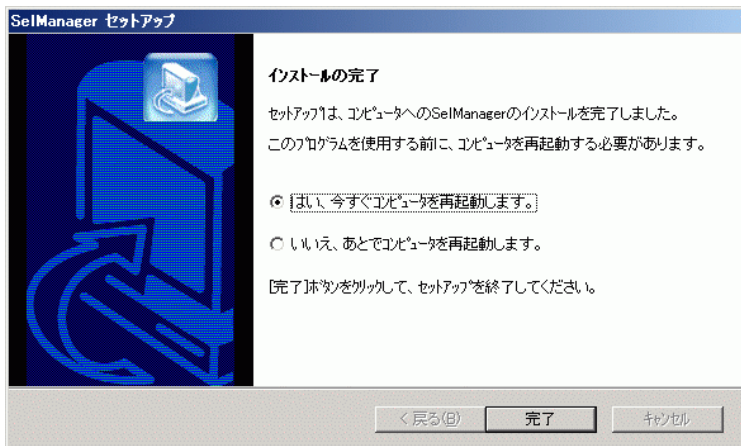 SelManager セットアップ
インストールの完了
セットアップは、コンピュータへのSelManagerのインストールを完了しました。
このプログラムを使用する前に、コンピュータを再起動する必要があります。
はい、今すぐコンピュータを再起動します。
いいえ、あとでコンピュータを再起動します。
[完了]ボタンをクリックして、セットアップを終了してください。
< 戻る(B)
完了
キャンセル